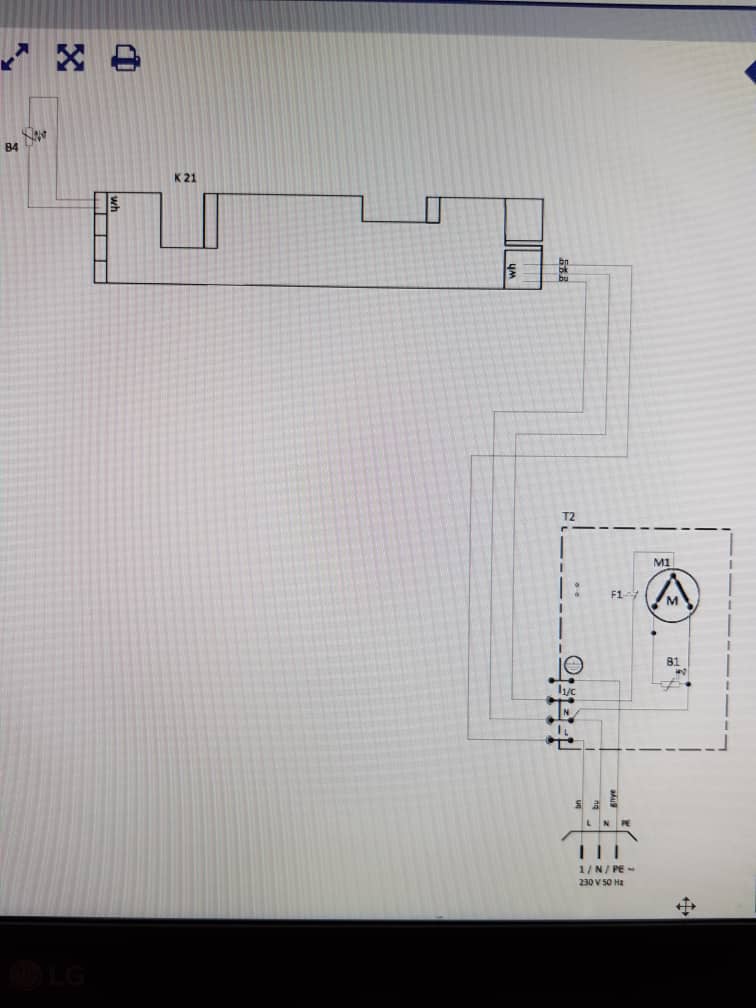 B4
K 21
wh
wh
bn
bk
bu
T2
M1
F1
M
B1
1/C
N
L
bn
bu
gnye
L N PE
1 / N / PE ~
230 V 50 Hz
LG